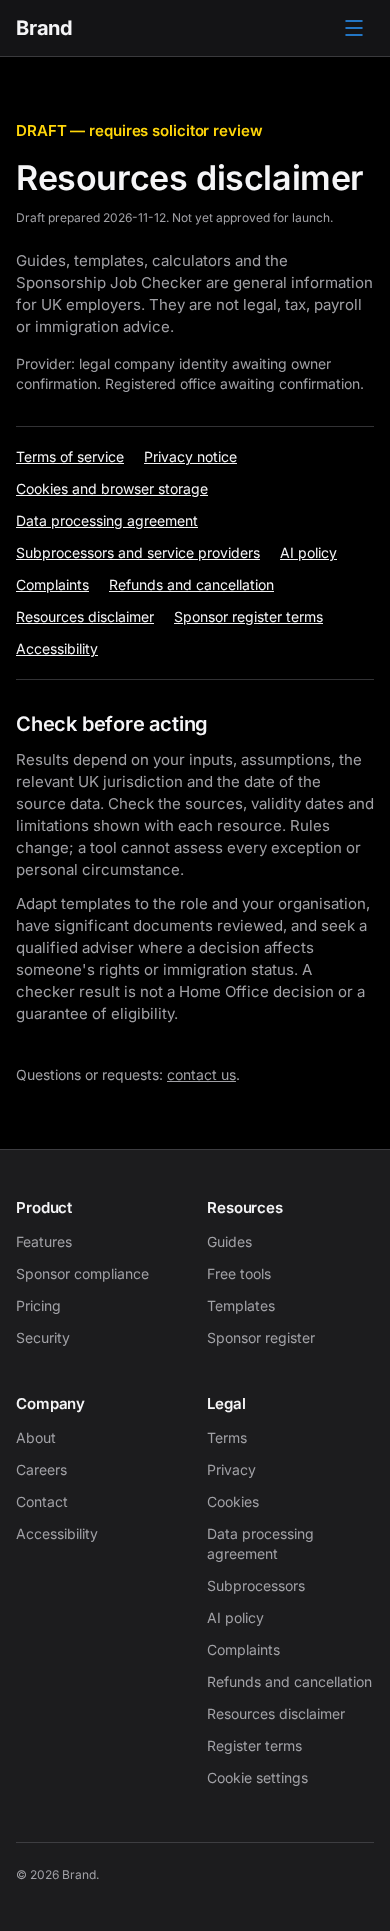 Brand
DRAFT — requires solicitor review
Resources disclaimer
Draft prepared 2026-11-12. Not yet approved for launch.
Guides, templates, calculators and the
Sponsorship Job Checker are general information
for UK employers. They are not legal, tax, payroll
or immigration advice.
Provider: legal company identity awaiting owner
confirmation. Registered office awaiting confirmation.
Terms of service Privacy notice
Cookies and browser storage
Data processing agreement
Subprocessors and service providers AI policy
Complaints Refunds and cancellation
Resources disclaimer Sponsor register terms
Accessibility
Check before acting
Results depend on your inputs, assumptions, the
relevant UK jurisdiction and the date of the
source data. Check the sources, validity dates and
limitations shown with each resource. Rules
change; a tool cannot assess every exception or
personal circumstance.
Adapt templates to the role and your organisation,
have significant documents reviewed, and seek a
qualified adviser where a decision affects
someone's rights or immigration status. A
checker result is not a Home Office decision or a
guarantee of eligibility.
Questions or requests: contact us.
Product
Features
Sponsor compliance
Pricing
Security
Resources
Guides
Free tools
Templates
Sponsor register
Company
About
Careers
Contact
Accessibility
Legal
Terms
Privacy
Cookies
Data processing
agreement
Subprocessors
AI policy
Complaints
Refunds and cancellation
Resources disclaimer
Register terms
Cookie settings
© 2026 Brand.